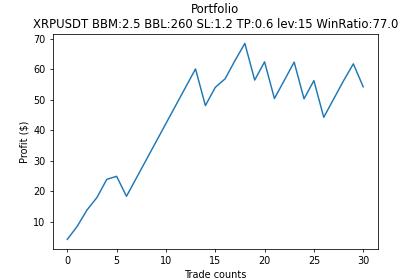 Portfolio
XRPUSDT BBM:2.5 BBL:260 SL:1.2 TP:0.6 lev:15 WinRatio:77.0
70
60
50
40
30
20
10
Profit ($)
0 5 10 15 20 25 30
Trade counts